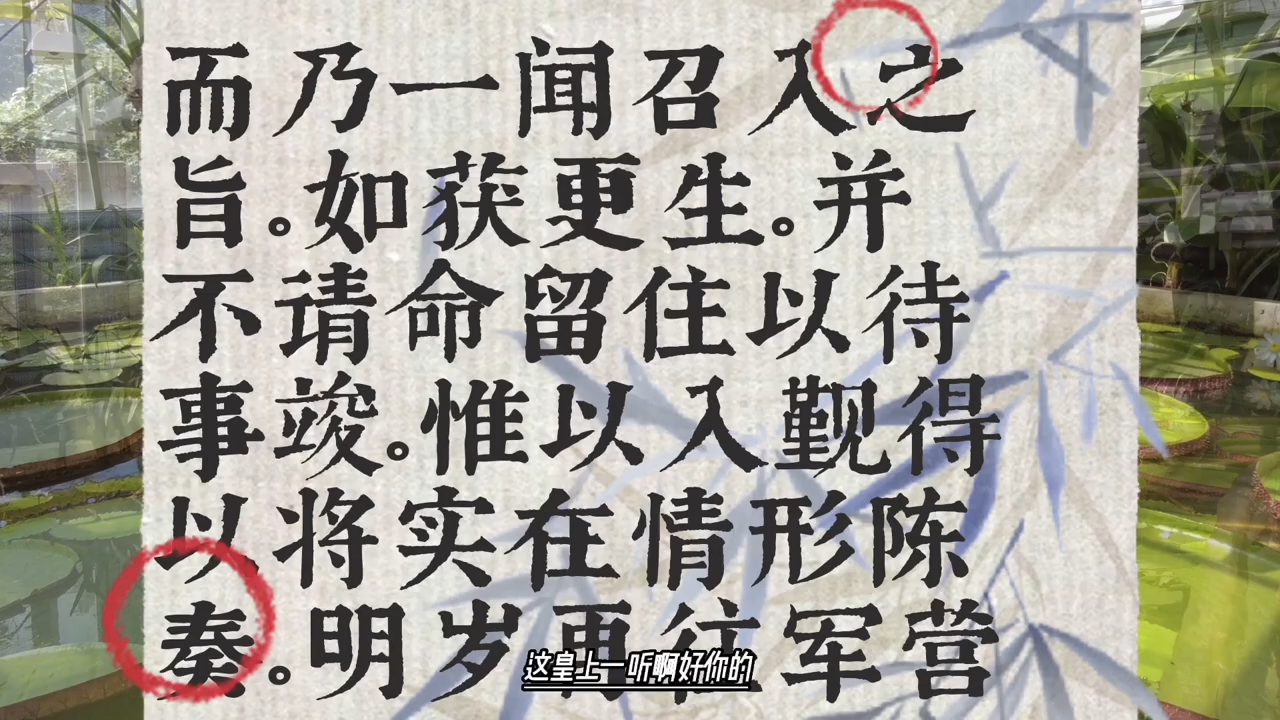 而乃一闻召入之
旨。如获更生。并
不请命留住以待
事竣。惟以入觐得
以将实在情形陈
奏。明岁再往军营
这皇上一听啊好你的